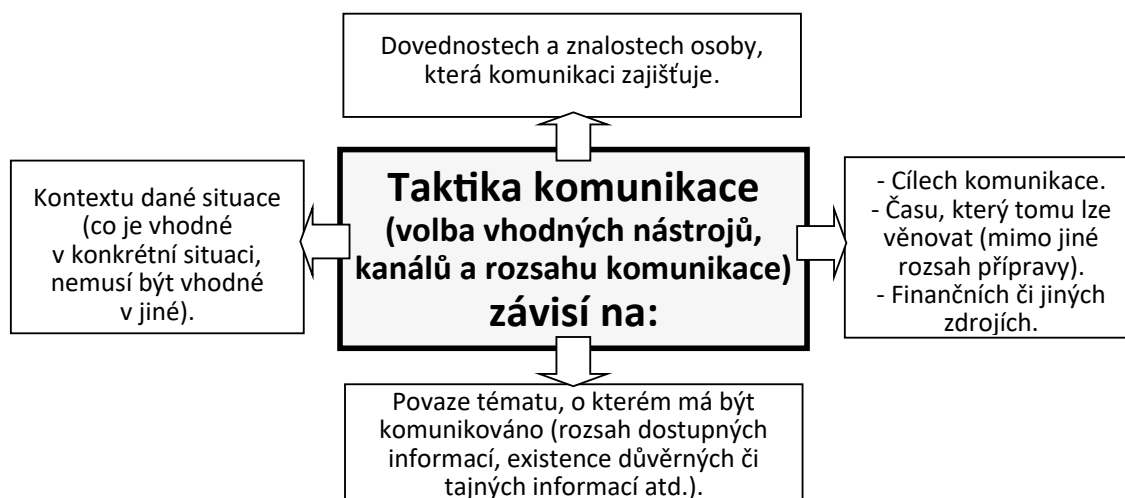 Dovednostech a znalostech osoby,
která komunikaci zajišťuje.
Kontextu dané situace
(co je vhodné
v konkrétní situaci,
nemusí být vhodné
v jiné).
Taktika komunikace
(volba vhodných nástrojů,
kanálů a rozsahu komunikace)
závisí na:
- Cílech komunikace.
- Času, který tomu lze
věnovat (mimo jiné
rozsah přípravy).
- Finančních či jiných
zdrojích.
Povaze tématu, o kterém má být
komunikováno (rozsah dostupných
informací, existence důvěrných či
tajných informací atd.).